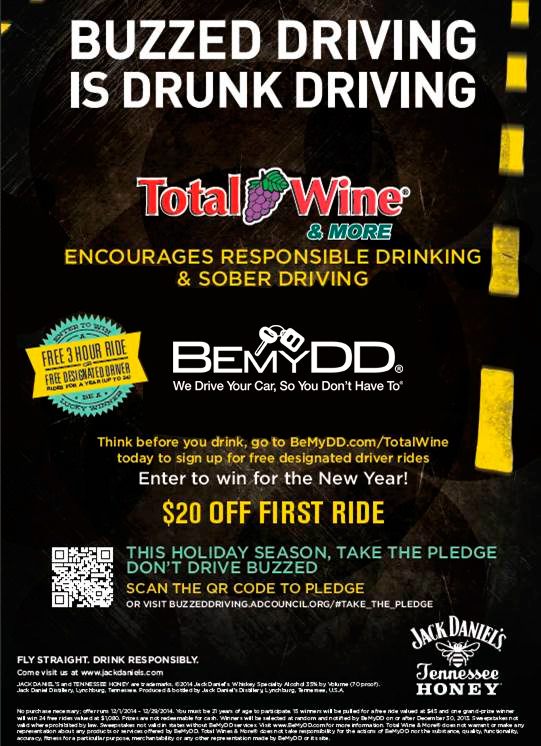 BUZZED DRIVING
IS DRUNK DRIVING
Total Wine®
& MORE
ENCOURAGES RESPONSIBLE DRINKING
& SOBER DRIVING
ENTER TO WIN
FREE 3 HOUR RIDE
OR
FREE DESIGNATED DRIVER
RIDES FOR A YEAR (UP TO 24)
BE A
LUCKY WINNER
BEMYDD®
We Drive Your Car, So You Don't Have To®
Think before you drink, go to BeMyDD.com/TotalWine
today to sign up for free designated driver rides
Enter to win for the New Year!
$20 OFF FIRST RIDE
THIS HOLIDAY SEASON, TAKE THE PLEDGE
DON'T DRIVE BUZZED
SCAN THE QR CODE TO PLEDGE
OR VISIT BUZZEDDRIVING.ADCOUNCIL.ORG/#TAKE_THE_PLEDGE
JACK DANIEL'S
Tennessee
HONEY
FLY STRAIGHT. DRINK RESPONSIBLY.
Come visit us at www.jackdaniels.com
JACK DANIEL'S and TENNESSEE HONEY are trademarks. ©2014 Jack Daniel's. Whiskey Specialty Alcohol 35% by Volume (70 proof).
Jack Daniel Distillery, Lynchburg, Tennessee. Produced & bottled by Jack Daniel's Distillery, Lynchburg, Tennessee, U.S.A.
No purchase necessary; offer runs 12/1/2014 - 12/29/2014. You must be 21 years of age to participate. 15 winners will be pulled for a free ride valued at $45 and one grand-prize winner
will win 24 free rides valued at $1,080. Prizes are not redeemable for cash. Winners will be selected at random and notified by BeMyDD on or after December 30, 2013. Sweepstakes not
valid where prohibited by law. Sweepstakes not valid in states without BeMyDD services. Visit www.BeMyDD.com for more information. Total Wine & More® does not warrant or make any
representation about any products or services offered by BeMyDD. Total Wines & More® does not take responsibility for the actions of BeMyDD nor the substance, quality, functionality,
accuracy, fitness for a particular purpose, merchantability or any other representation made by BeMyDD or its site.